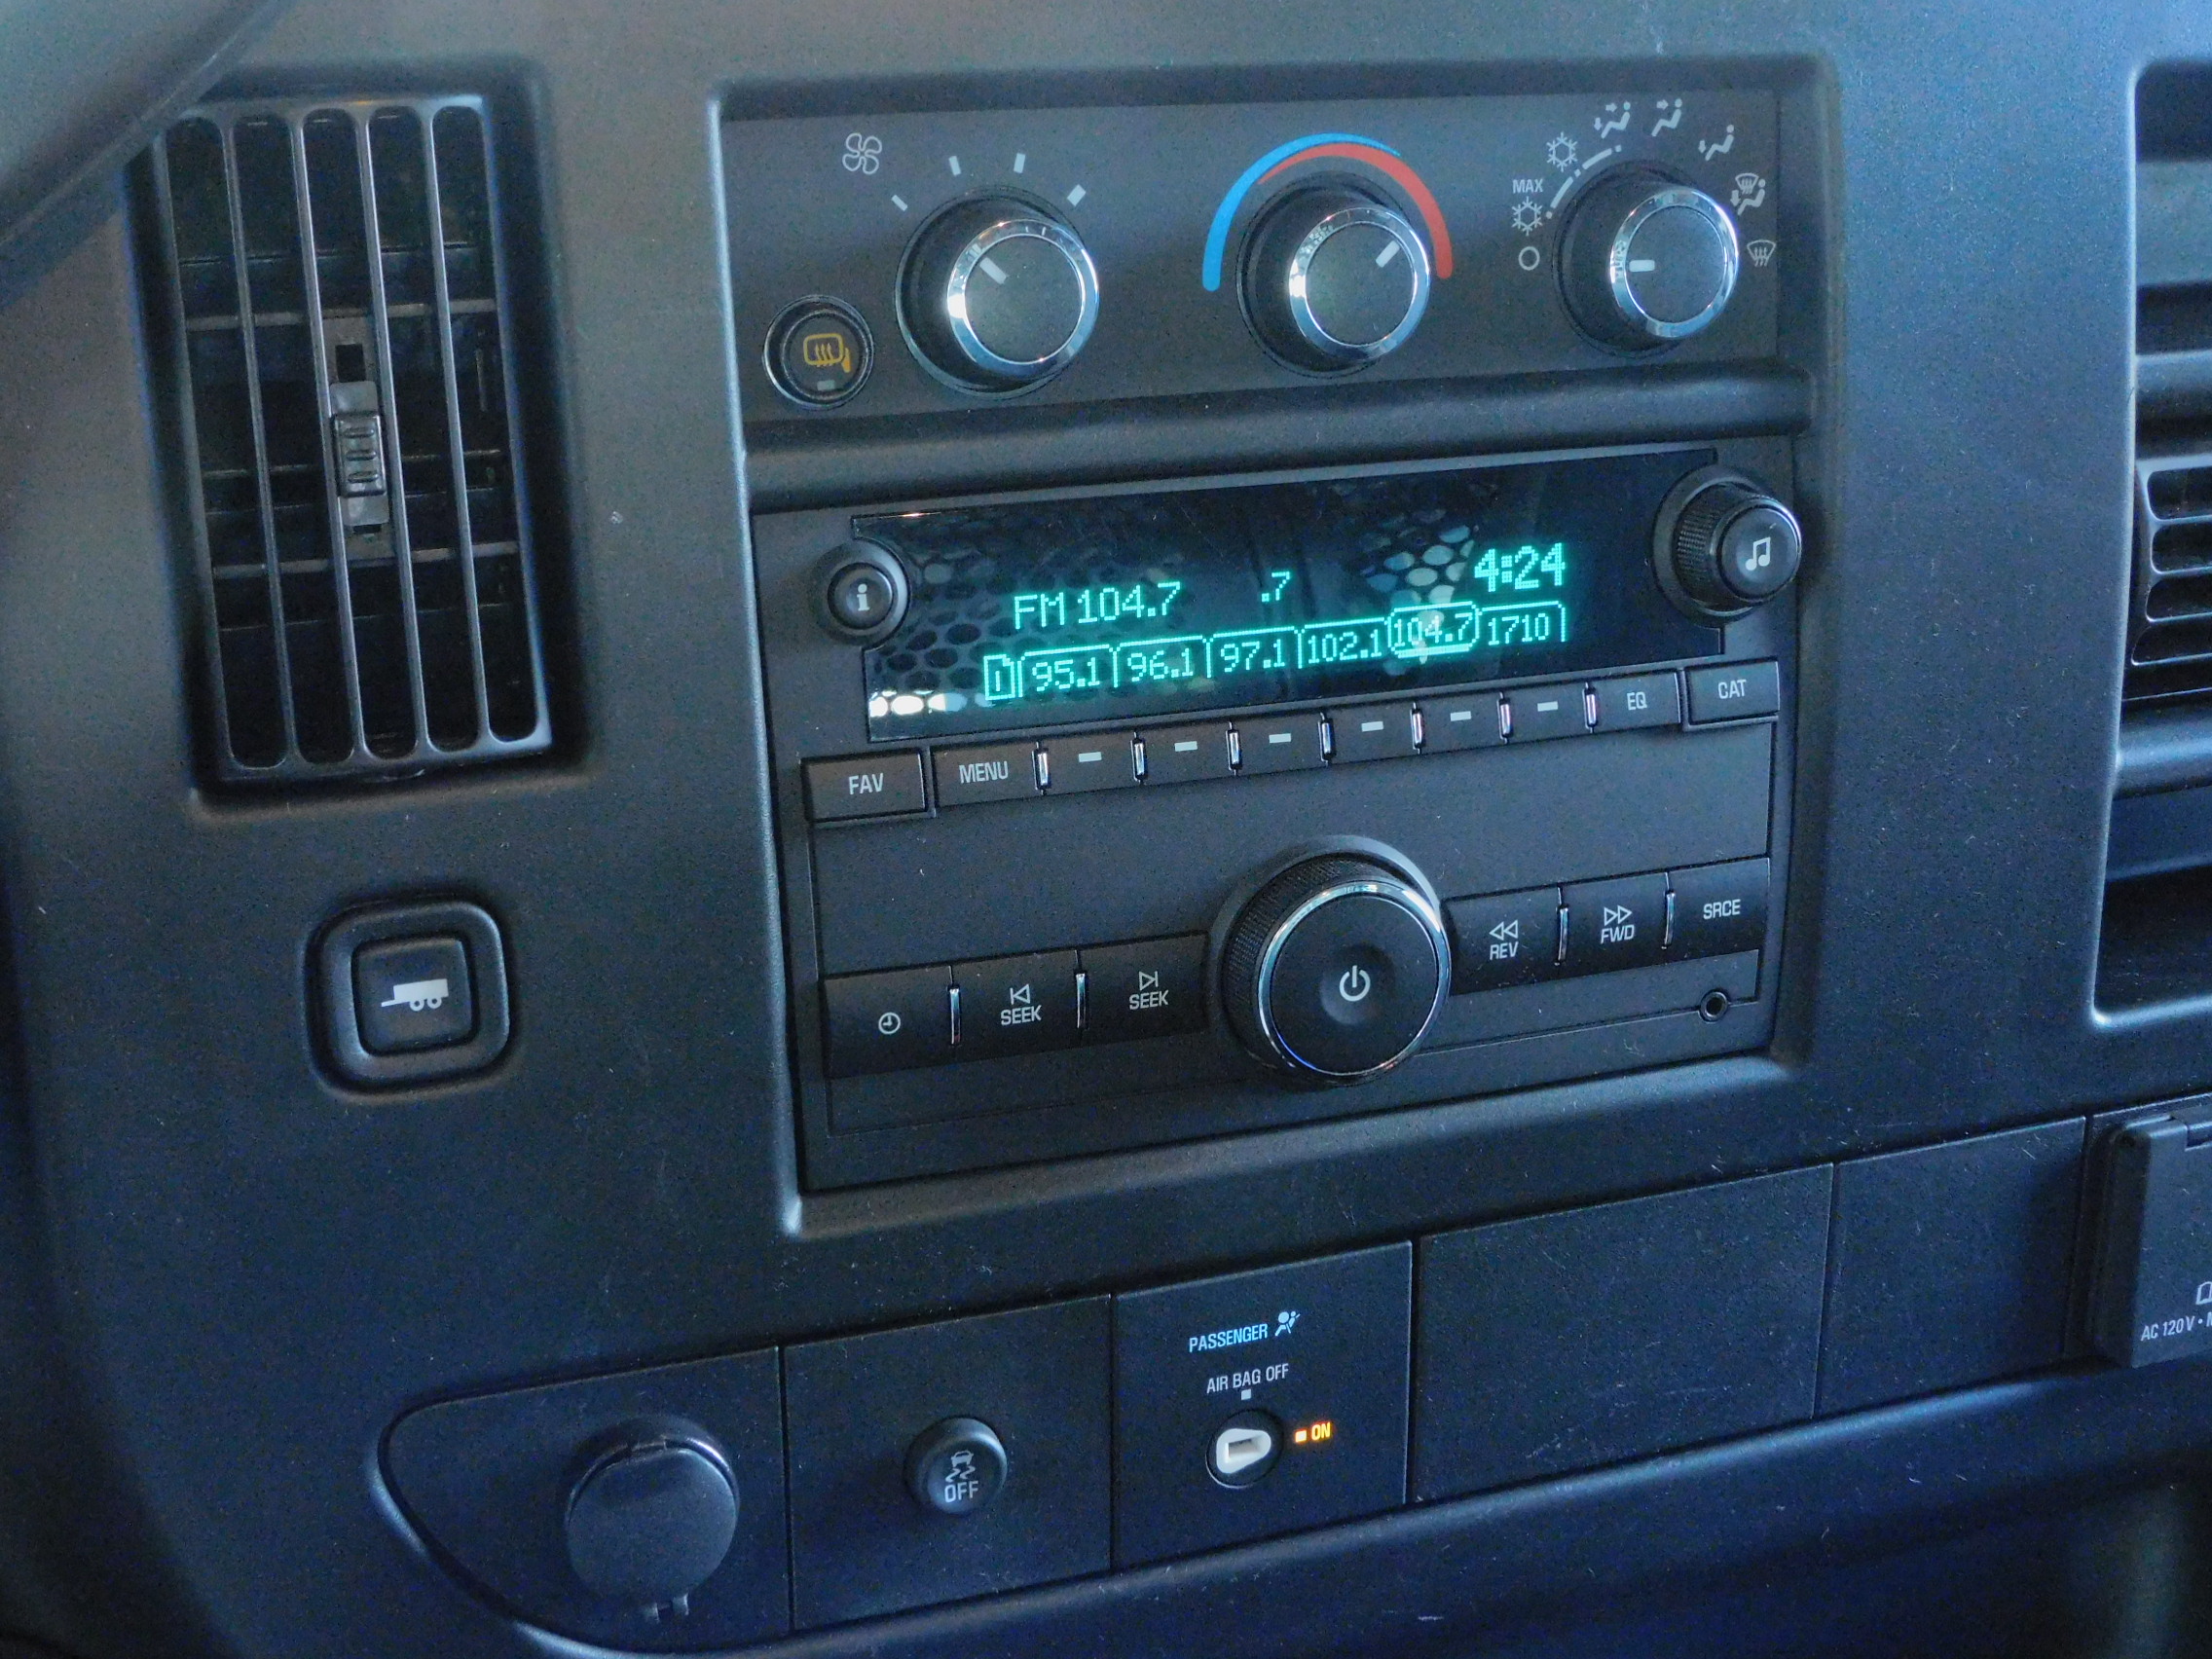 MAX
FM 104.7 .7 4:24
1 95.1 96.1 97.1 102.1 104.7 1710
FAV MENU EQ CAT
SEEK SEEK REV FWD SRCE
PASSENGER
AIR BAG OFF
ON
OFF
AC 120V •